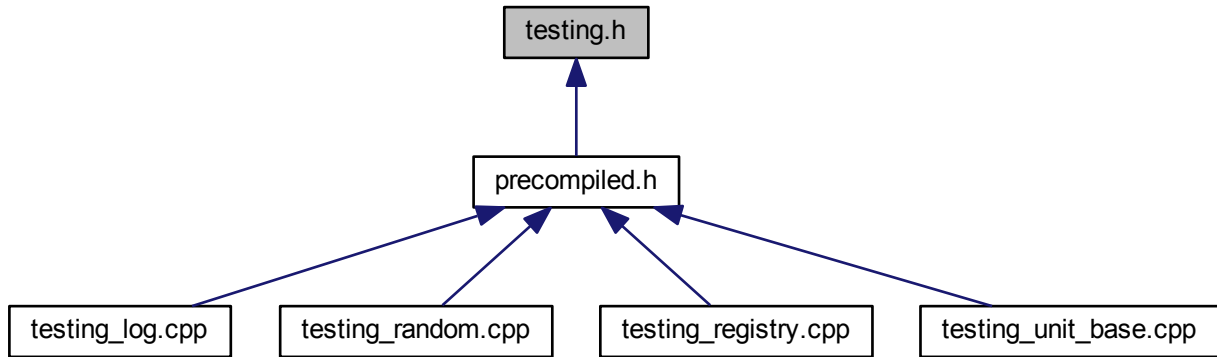 testing.h
precompiled.h
testing_log.cpp
testing_random.cpp
testing_registry.cpp
testing_unit_base.cpp